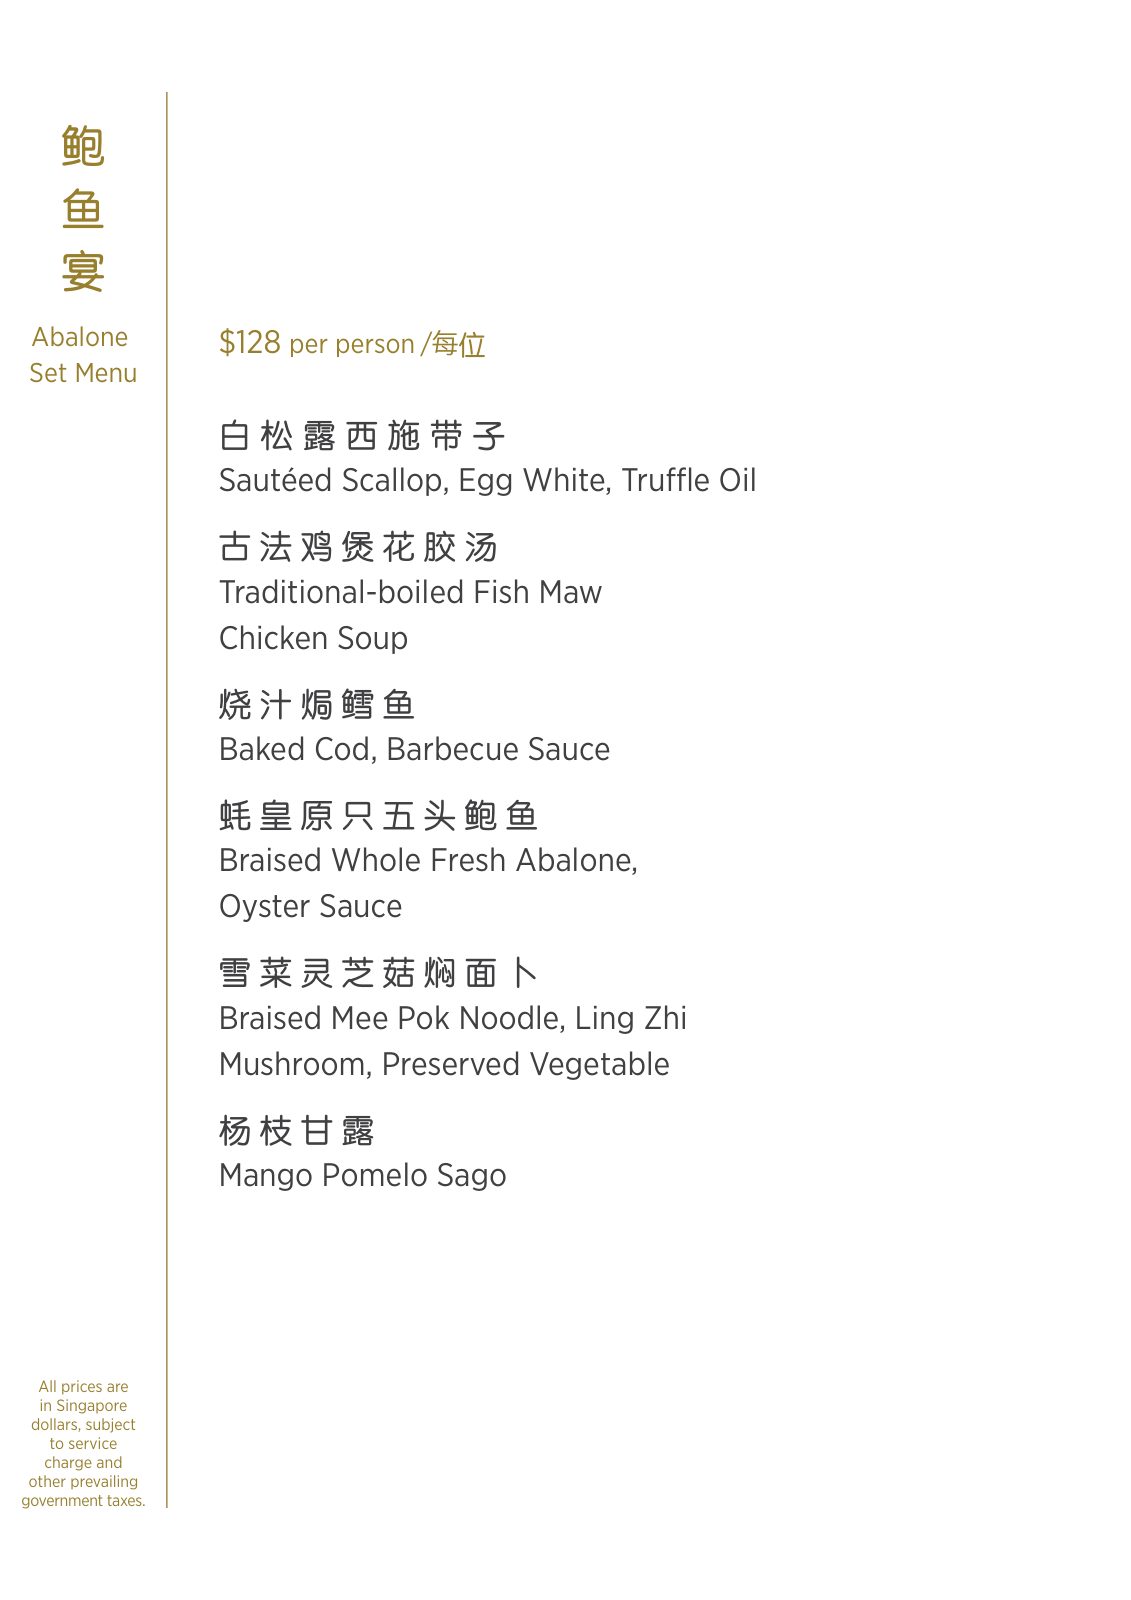 鲍
鱼
宴
Abalone
Set Menu
$128 per person /每位
白松露西施带子
Sautéed Scallop, Egg White, Truffle Oil
古法鸡煲花胶汤
Traditional-boiled Fish Maw
Chicken Soup
烧汁焗鳕鱼
Baked Cod, Barbecue Sauce
蚝皇原只五头鲍鱼
Braised Whole Fresh Abalone,
Oyster Sauce
雪菜灵芝菇焖面卜
Braised Mee Pok Noodle, Ling Zhi
Mushroom, Preserved Vegetable
杨枝甘露
Mango Pomelo Sago
All prices are
in Singapore
dollars, subject
to service
charge and
other prevailing
government taxes.